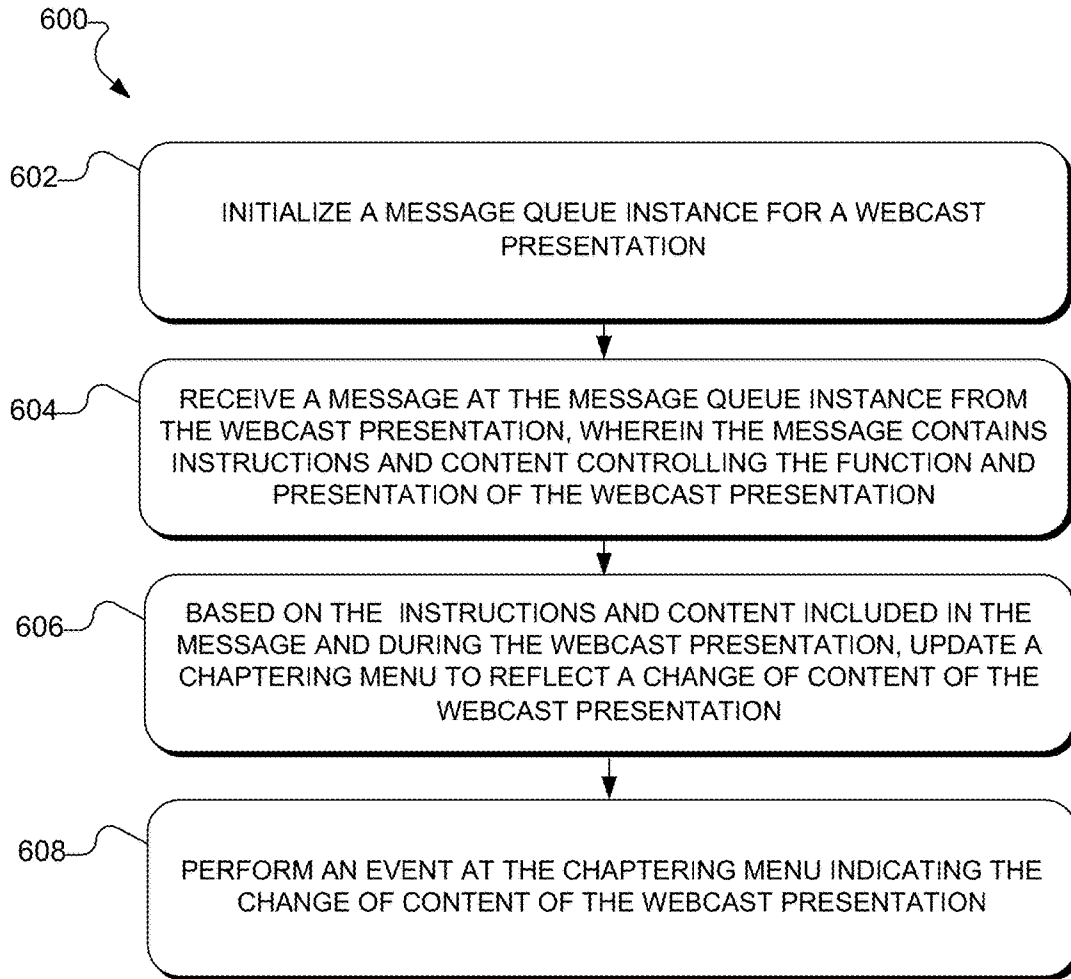 600
602
INITIALIZE A MESSAGE QUEUE INSTANCE FOR A WEBCAST
PRESENTATION
604
RECEIVE A MESSAGE AT THE MESSAGE QUEUE INSTANCE FROM
THE WEBCAST PRESENTATION, WHEREIN THE MESSAGE CONTAINS
INSTRUCTIONS AND CONTENT CONTROLLING THE FUNCTION AND
PRESENTATION OF THE WEBCAST PRESENTATION
606
BASED ON THE INSTRUCTIONS AND CONTENT INCLUDED IN THE
MESSAGE AND DURING THE WEBCAST PRESENTATION, UPDATE A
CHAPTERING MENU TO REFLECT A CHANGE OF CONTENT OF THE
WEBCAST PRESENTATION
608
PERFORM AN EVENT AT THE CHAPTERING MENU INDICATING THE
CHANGE OF CONTENT OF THE WEBCAST PRESENTATION